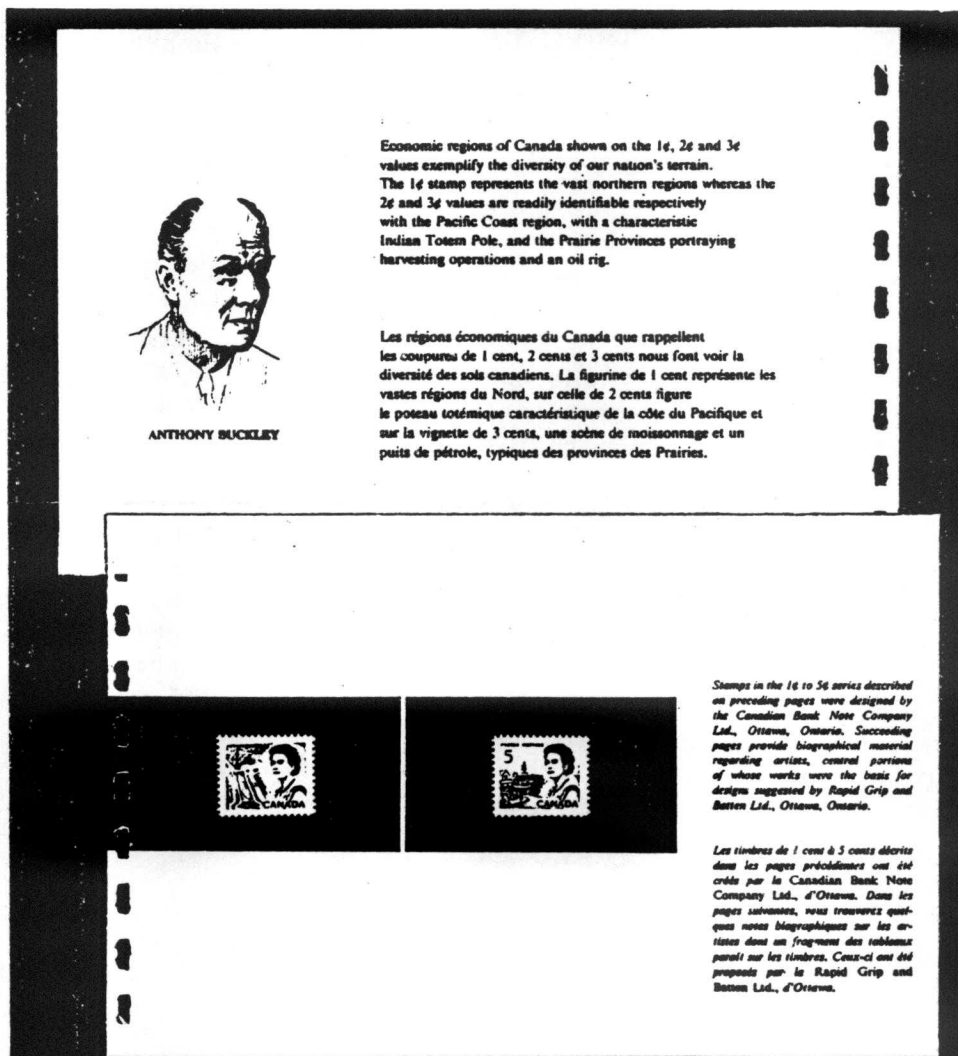 Economic regions of Canada shown on the 1¢, 2¢ and 3¢
values exemplify the diversity of our nation's terrain.
The 1¢ stamp represents the vast northern regions whereas the
2¢ and 3¢ values are readily identifiable respectively
with the Pacific Coast region, with a characteristic
Indian Totem Pole, and the Prairie Provinces portraying
harvesting operations and an oil rig.
Les régions économiques du Canada que rappellent
les coupures de 1 cent, 2 cents et 3 cents nous font voir la
diversité des sols canadiens. La figurine de 1 cent représente les
vastes régions du Nord, sur celle de 2 cents figure
le poteau totémique caractéristique de la côte du Pacifique et
sur la vignette de 3 cents, une scène de moissonnage et un
puits de pétrole, typiques des provinces des Prairies.
ANTHONY BUCKLEY
CANADA
5
CANADA
Stamps in the 1¢ to 5¢ series described
on preceding pages were designed by
the Canadian Bank Note Company
Ltd., Ottawa, Ontario. Succeeding
pages provide biographical material
regarding artists, central portions
of whose works were the basis for
designs suggested by Rapid Grip and
Batten Ltd., Ottawa, Ontario.
Les timbres de 1 cent à 5 cents décrits
dans les pages précédentes ont été
créés par la Canadian Bank Note
Company Ltd., d'Ottawa. Dans les
pages suivantes, vous trouverez quel-
ques notes biographiques sur les ar-
tistes dont un fragment des tableaux
paraît sur les timbres. Ceux-ci ont été
proposés par la Rapid Grip and
Batten Ltd., d'Ottawa.